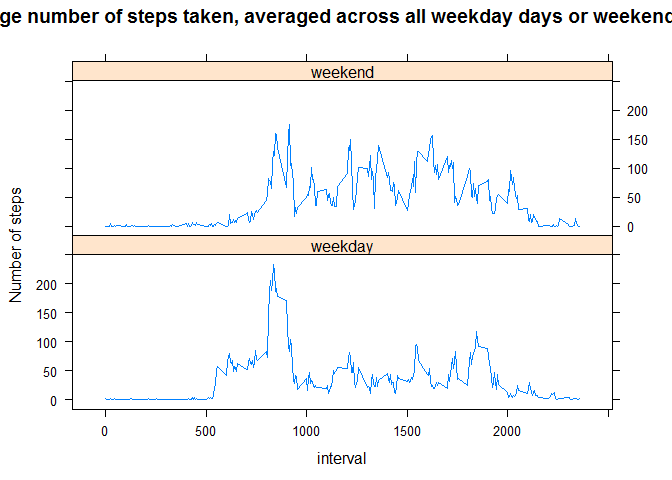 ge number of steps taken, averaged across all weekday days or weekend
weekend
200
150
100
50
0
Number of steps
weekday
200
150
100
50
0
0 500 1000 1500 2000
interval